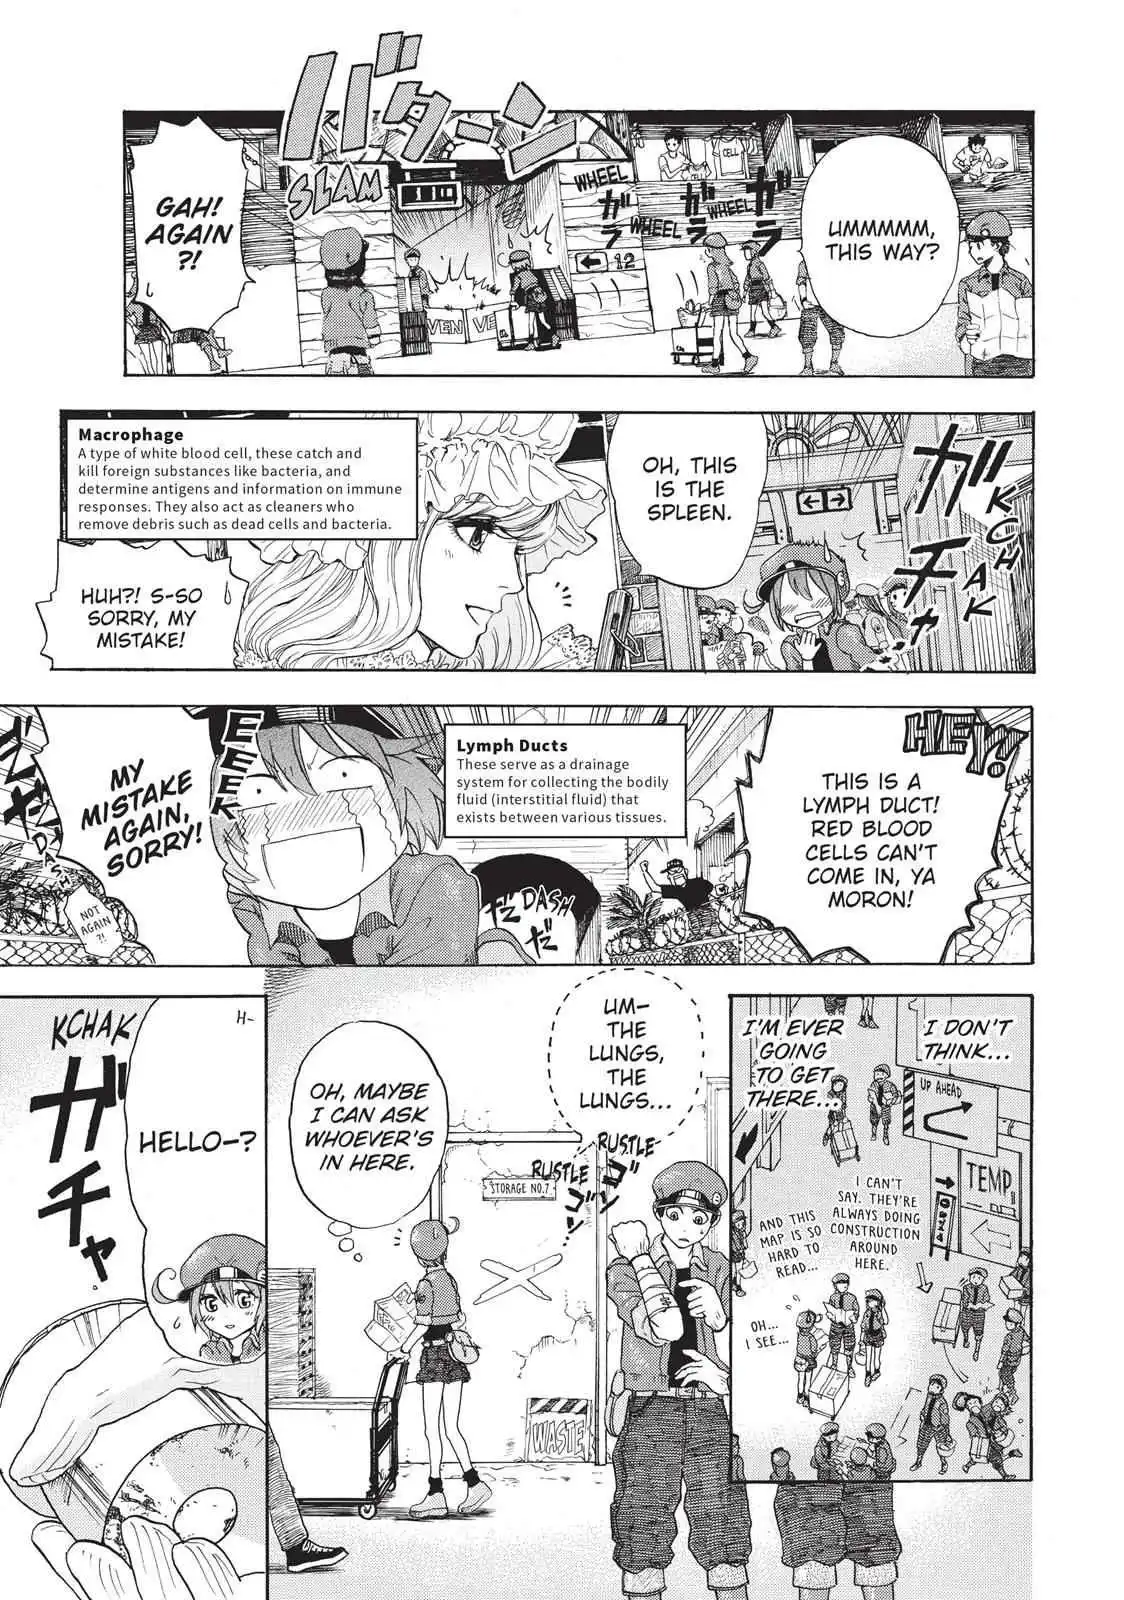 UMMMMM,
THIS WAY?
CELL
ガラ
ガラ
ガラ
WHEEL
WHEEL
WHEEL
12
バターン
SLAM
VEN
VE
GAH!
AGAIN
?!
ガチャ
KCH
AK
OH, THIS
IS THE
SPLEEN.
Macrophage
A type of white blood cell, these catch and
kill foreign substances like bacteria, and
determine antigens and information on immune
responses. They also act as cleaners who
remove debris such as dead cells and bacteria.
HUH?! S-SO
SORRY, MY
MISTAKE!
HEY!!
THIS IS A
LYMPH DUCT!
RED BLOOD
CELLS CAN'T
COME IN, YA
MORON!
Lymph Ducts
These serve as a drainage
system for collecting the bodily
fluid (interstitial fluid) that
exists between various tissues.
DASH
EEEEK
MY
MISTAKE
AGAIN,
SORRY!
DASH
NOT
AGAIN
?!
I DON'T
THINK...
I'M EVER
GOING
TO GET
THERE...
UP AHEAD
TEMP
I CAN'T
SAY. THEY'RE
ALWAYS DOING
CONSTRUCTION
AROUND
HERE.
AND THIS
MAP IS SO
HARD TO
READ...
OH...
I SEE...
UM-
THE
LUNGS,
THE
LUNGS...
RUSTLE
RUSTLE
ゴソ
ゴソ
OH, MAYBE
I CAN ASK
WHOEVER'S
IN HERE.
STORAGE NO.7
WASTE
H-
HELLO-?
KCHAK
ガチャ